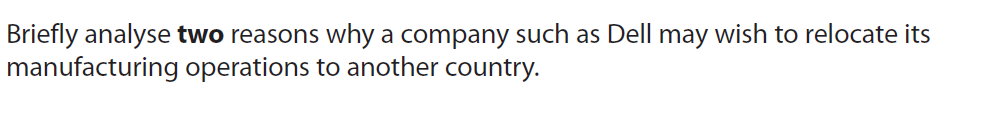 Briefly analyse two reasons why a company such as Dell may wish to relocate its
manufacturing operations to another country.